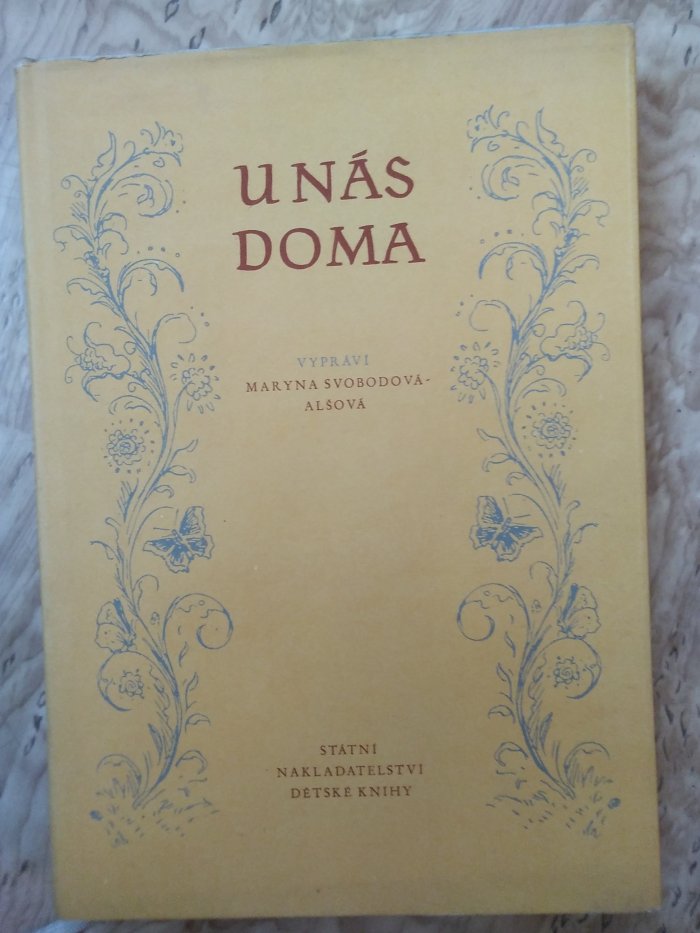 U NÁS
DOMA
VYPRÁVÍ
MARYNA SVOBODOVÁ-
ALŠOVÁ
STÁTNÍ
NAKLADATELSTVÍ
DĚTSKÉ KNIHY